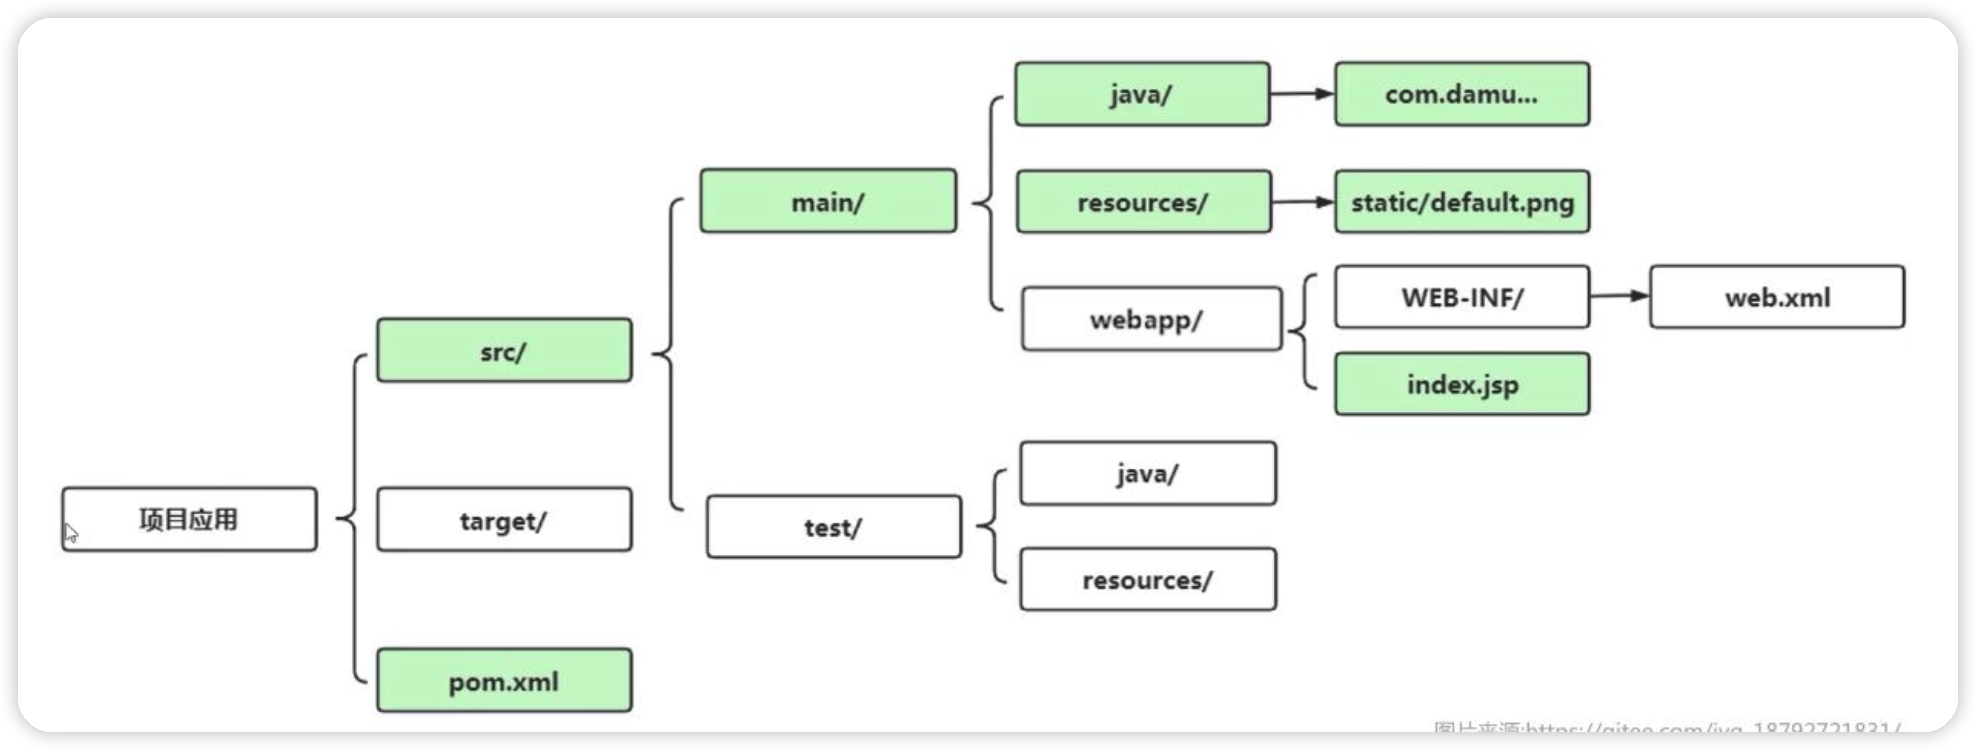 java/
com.damu...
main/
resources/
static/default.png
webapp/
WEB-INF/
web.xml
src/
index.jsp
java/
项目应用
target/
test/
resources/
pom.xml
图片来源:https://gitee.com/jyq_18792721831/